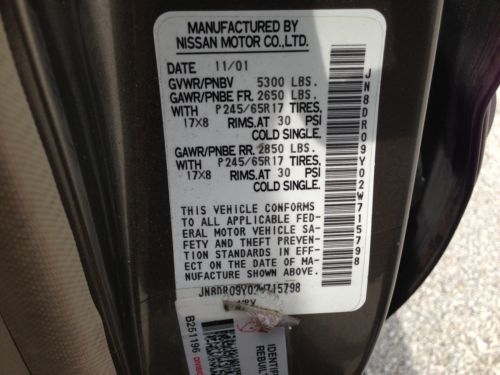 MANUFACTURED BY
NISSAN MOTOR CO.,LTD.
DATE 11/01
GVWR/PNBV 5300 LBS.
GAWR/PNBE FR. 2650 LBS.
WITH P245/65R17 TIRES,
17X8 RIMS,AT 30 PSI
COLD SINGLE.
GAWR/PNBE RR. 2850 LBS.
WITH P245/65R17 TIRES,
17X8 RIMS,AT 30 PSI
COLD SINGLE.
THIS VEHICLE CONFORMS
TO ALL APPLICABLE FED-
ERAL MOTOR VEHICLE SA-
FETY AND THEFT PREVEN-
TION STANDARDS IN EFF-
ECT ON THE DATE OF MA-
NUFACTURE SHOWN ABOVE.
JN8DR09Y02W715798
JN8DR09Y02W715798
B251196
IDENTIF
REBUIL